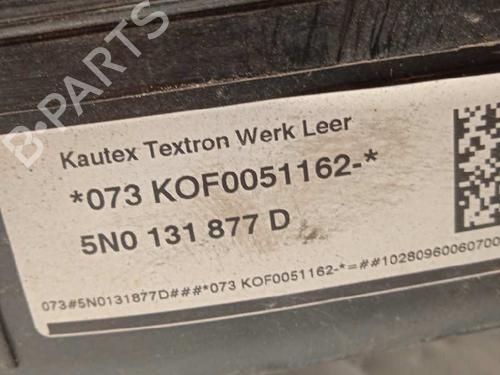 B-PARTS
Kautex Textron Werk Leer
*073 KOF0051162-*
5N0 131 877 D
073#5N0131877D###*073 KOF0051162-*=##10280960060700